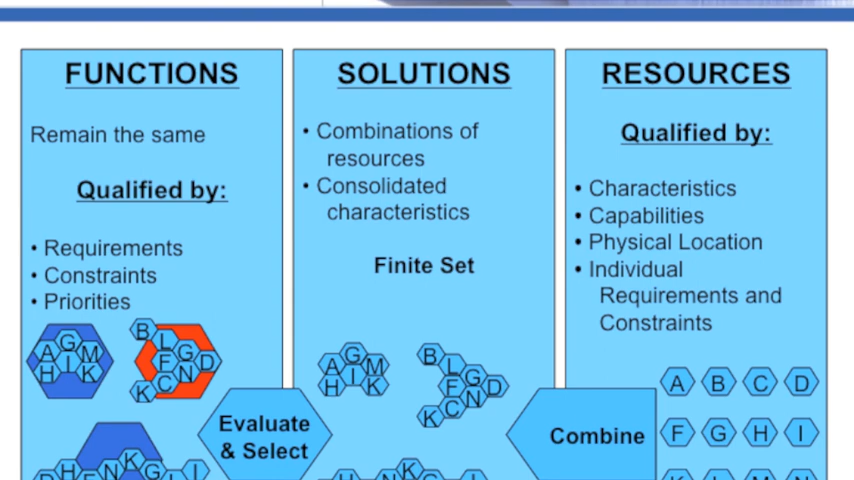 FUNCTIONS
Remain the same
Qualified by:
• Requirements
• Constraints
• Priorities
A G M
H I K
B L G D
F N
K C
Evaluate
& Select
H F N K G I
SOLUTIONS
• Combinations of
resources
• Consolidated
characteristics
Finite Set
A G M
H I K
B L G D
F N
K C
K
RESOURCES
Qualified by:
• Characteristics
• Capabilities
• Physical Location
• Individual
Requirements and
Constraints
A B C D
F G H I
Combine